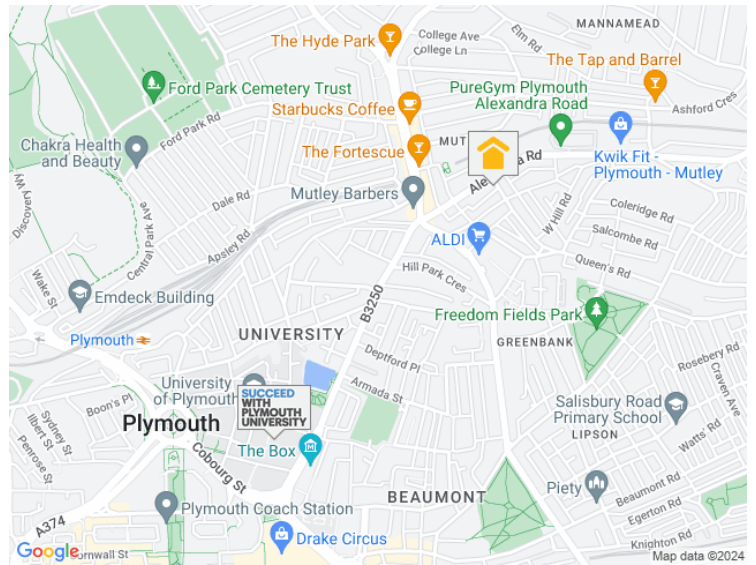 College Ave
College Ln
Elm Rd
MANNAMEAD
The Hyde Park
The Tap and Barrel
Ford Park Cemetery Trust
PureGym Plymouth
Alexandra Road
Ashford Cres
Starbucks Coffee
Ford Park Rd
Chakra Health
and Beauty
The Fortescue
MUT
Kwik Fit -
Plymouth - Mutley
Ale
a Rd
Mutley Barbers
Dale Rd
Discovery Wy
Central Park Ave
Apsley Rd
W Hill Rd
Coleridge Rd
Salcombe Rd
ALDI
Queen's Rd
Hill Park Cres
Wake St
Emdeck Building
B3250
Freedom Fields Park
UNIVERSITY
Plymouth
GREENBANK
Deptford Pl
Rosebery Rd
University
of Plymouth
Armada St
Craven Ave
Boon's Pl
SUCCEED
WITH
PLYMOUTH
UNIVERSITY
Salisbury Road
Primary School
Sydney St
Ilbert St
Penrose St
Plymouth
LIPSON
Watts' Rd
The Box
Cobourg St
Piety
BEAUMONT
Beaumont Rd
Egerton Rd
Plymouth Coach Station
A374
Drake Circus
Knighton Rd
Google
ornwall St
Map data ©2024